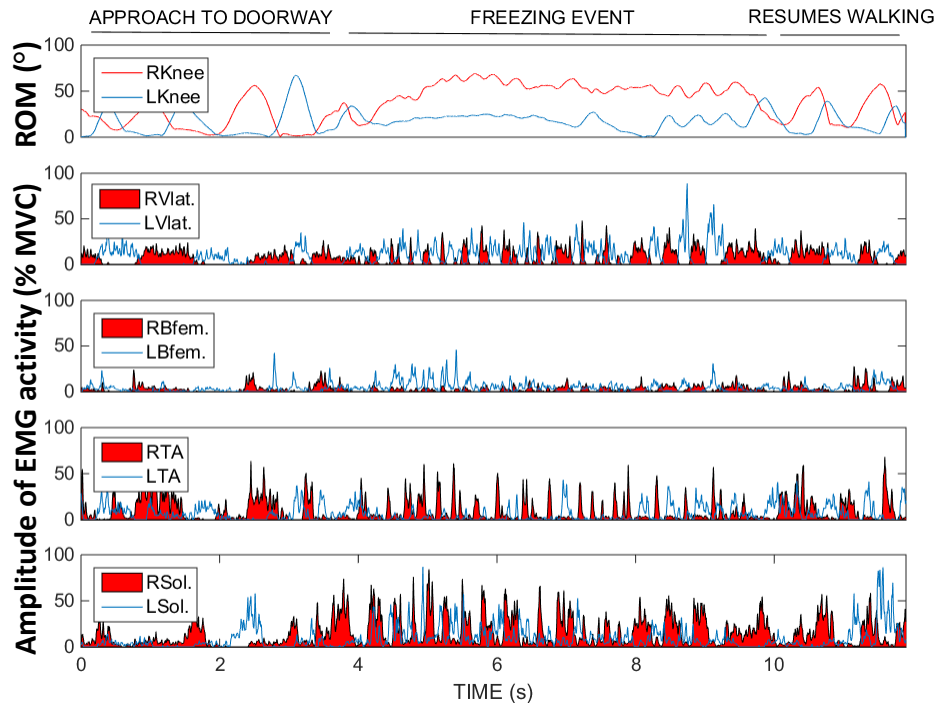 APPROACH TO DOORWAY
FREEZING EVENT
RESUMES WALKING
ROM (°)
100
50
0
RKnee
LKnee
Amplitude of EMG activity (% MVC)
100
50
0
RVlat.
LVlat.
100
50
0
RBfem.
LBfem.
100
50
0
RTA
LTA
100
50
0
RSol.
LSol.
0 2 4 6 8 10
TIME (s)